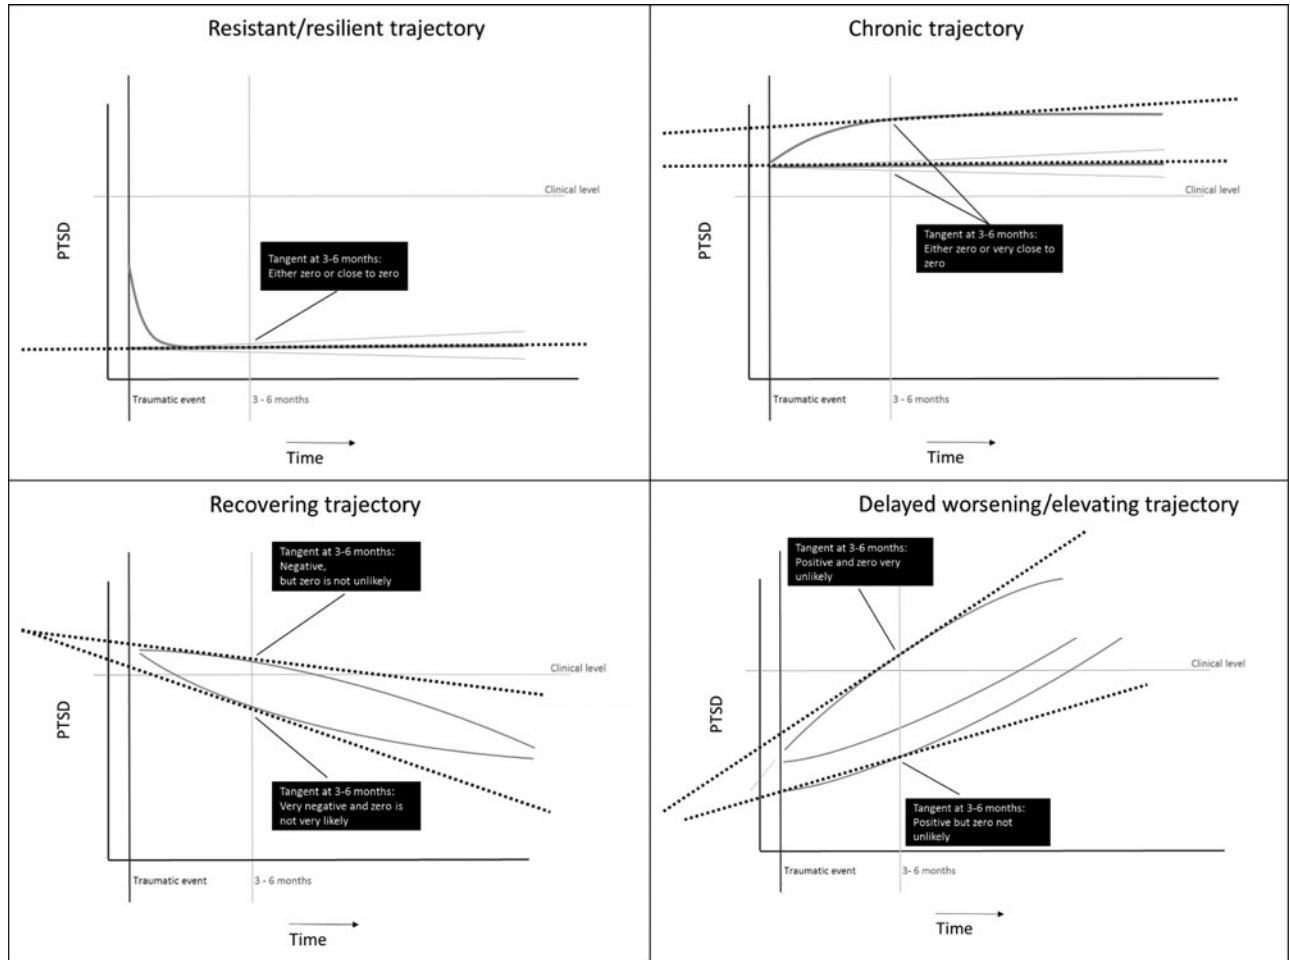 Resistant/resilient trajectory
Clinical level
PTSD
Tangent at 3-6 months:
Either zero or close to zero
Traumatic event
3 - 6 months
Time
Chronic trajectory
Clinical level
PTSD
Tangent at 3-6 months:
Either zero or very close to
zero
Traumatic event
3 - 6 months
Time
Recovering trajectory
Tangent at 3-6 months:
Negative,
but zero is not unlikely
Clinical level
PTSD
Tangent at 3-6 months:
Very negative and zero is
not very likely
Traumatic event
3 - 6 months
Time
Delayed worsening/elevating trajectory
Tangent at 3-6 months:
Positive and zero very
unlikely
Clinical level
PTSD
Tangent at 3-6 months:
Positive but zero not
unlikely
Traumatic event
3- 6 months
Time